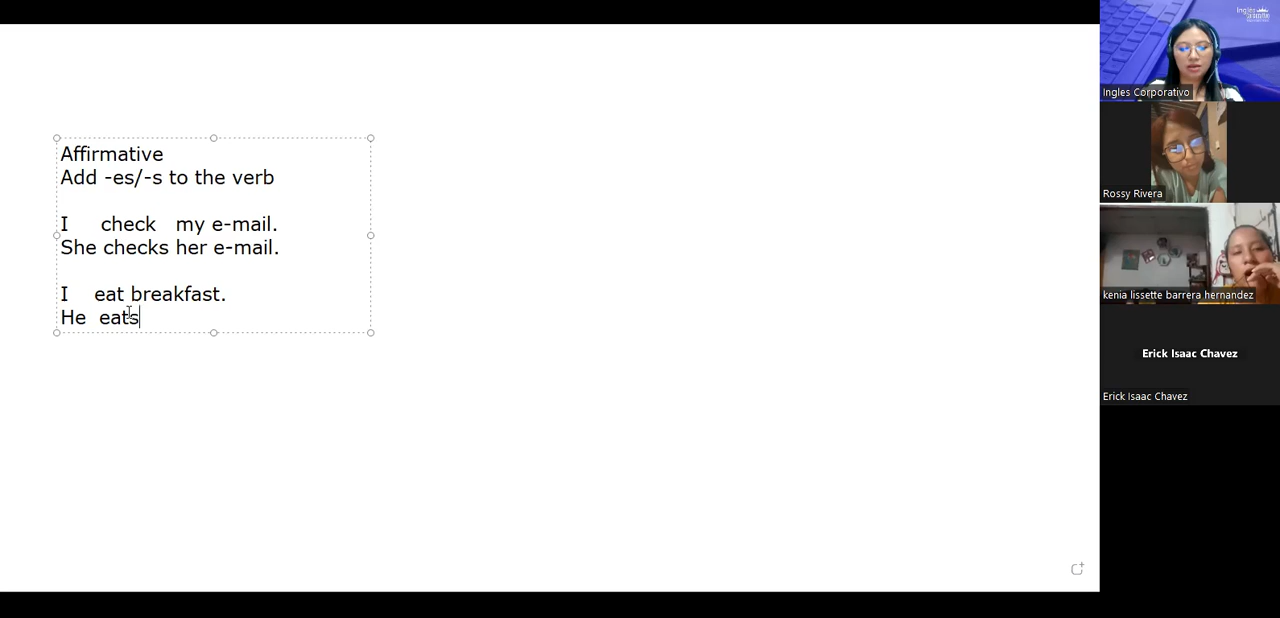 Affirmative
Add -es/-s to the verb
I check my e-mail.
She checks her e-mail.
I eat breakfast.
He eats
Ingles
Ingles Corporativo
Rossy Rivera
kenia lissette barrera hernandez
Erick Isaac Chavez
Erick Isaac Chavez